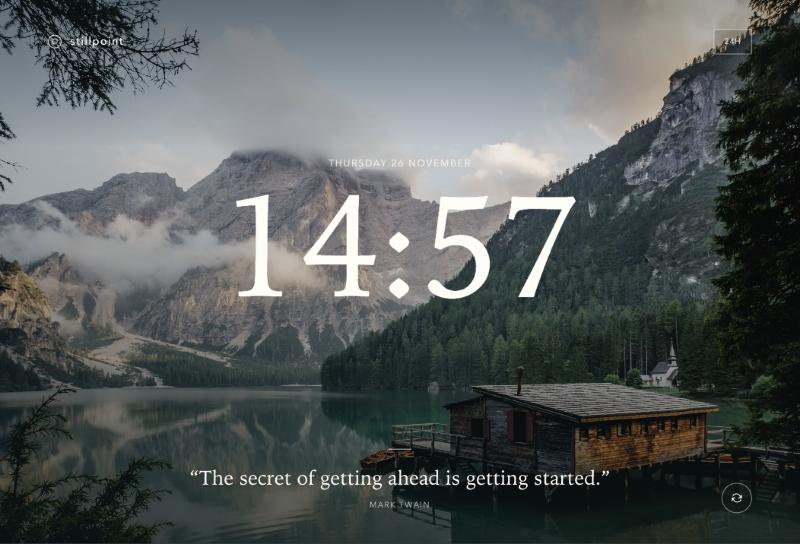 stillpoint
24H
THURSDAY 26 NOVEMBER
14:57
“The secret of getting ahead is getting started.”
MARK TWAIN